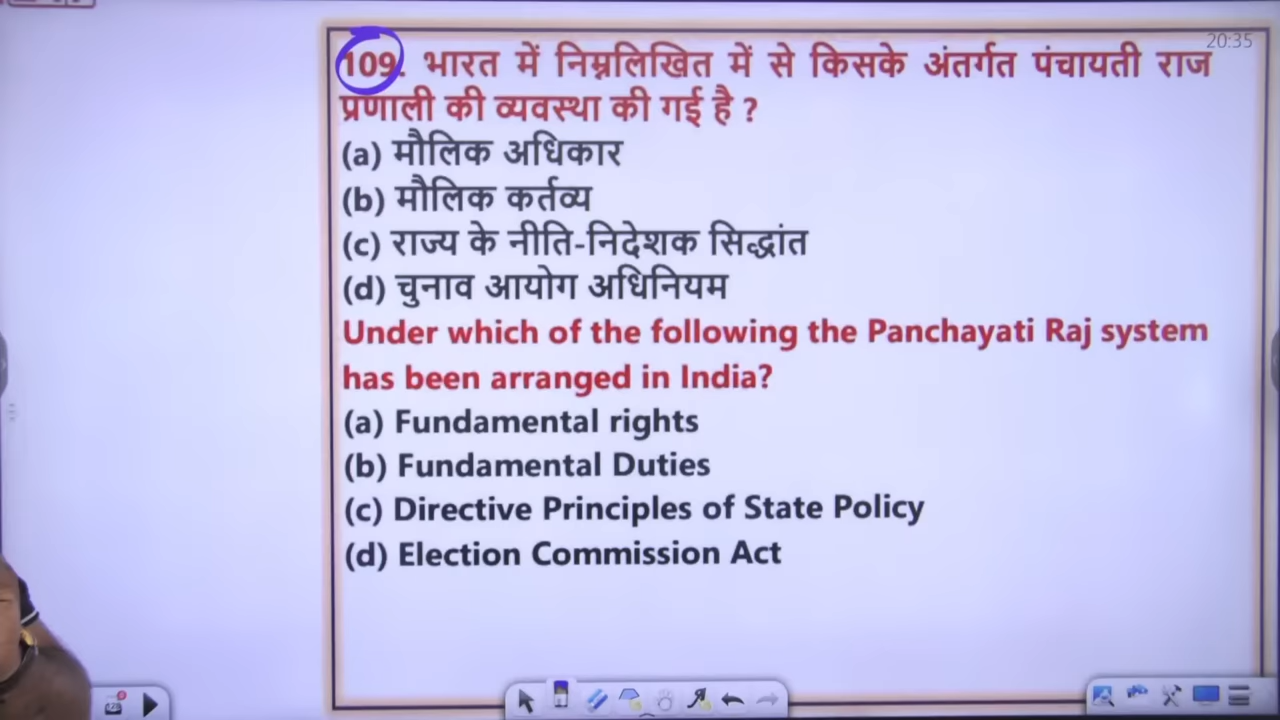 20:35
109. भारत में निम्नलिखित में से किसके अंतर्गत पंचायती राज
प्रणाली की व्यवस्था की गई है ?
(a) मौलिक अधिकार
(b) मौलिक कर्तव्य
(c) राज्य के नीति-निदेशक सिद्धांत
(d) चुनाव आयोग अधिनियम
Under which of the following the Panchayati Raj system
has been arranged in India?
(a) Fundamental rights
(b) Fundamental Duties
(c) Directive Principles of State Policy
(d) Election Commission Act